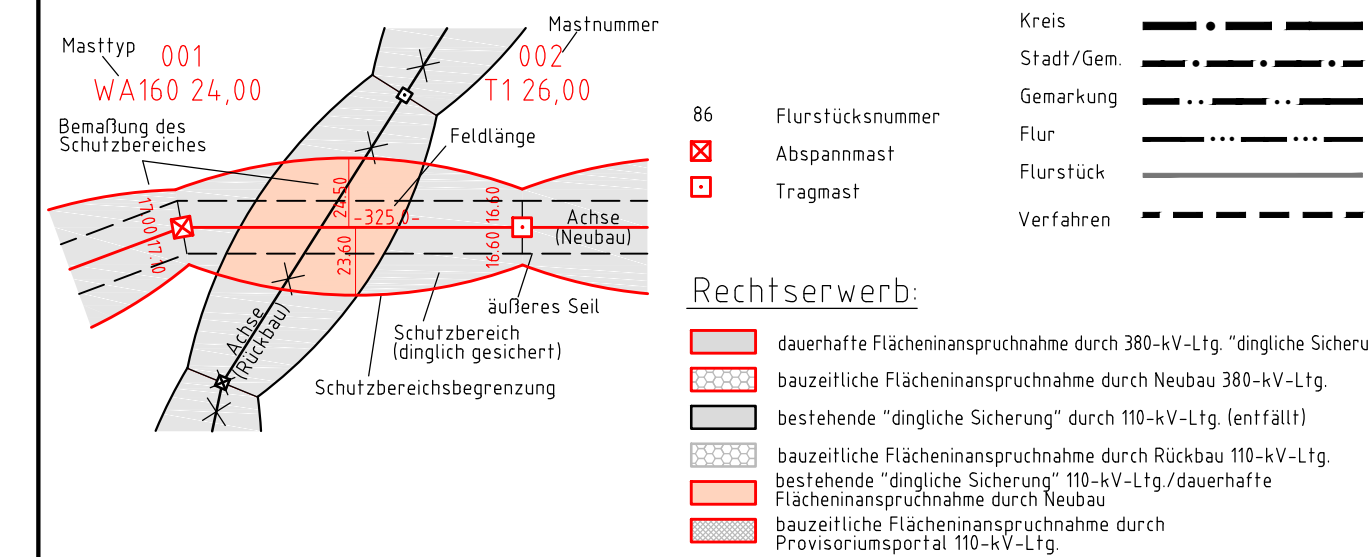 Mastnummer
Masttyp
001
WA160 24,00
002
T1 26,00
Bemaßung des
Schutzbereiches
Feldlänge
17.00
17.10
24.50
-325.0-
23.60
16.60
16.60
Achse
(Neubau)
äußeres Seil
Achse
(Rückbau)
Schutzbereich
(dinglich gesichert)
Schutzbereichsbegrenzung
86 Flurstücksnummer
Abspannmast
Tragmast
Kreis
Stadt/Gem.
Gemarkung
Flur
Flurstück
Verfahren
Rechtserwerb:
dauerhafte Flächeninanspruchnahme durch 380-kV-Ltg. "dingliche Sicheru
bauzeitliche Flächeninanspruchnahme durch Neubau 380-kV-Ltg.
bestehende "dingliche Sicherung" durch 110-kV-Ltg. (entfällt)
bauzeitliche Flächeninanspruchnahme durch Rückbau 110-kV-Ltg.
bestehende "dingliche Sicherung" 110-kV-Ltg./dauerhafte
Flächeninanspruchnahme durch Neubau
bauzeitliche Flächeninanspruchnahme durch
Provisoriumsportal 110-kV-Ltg.